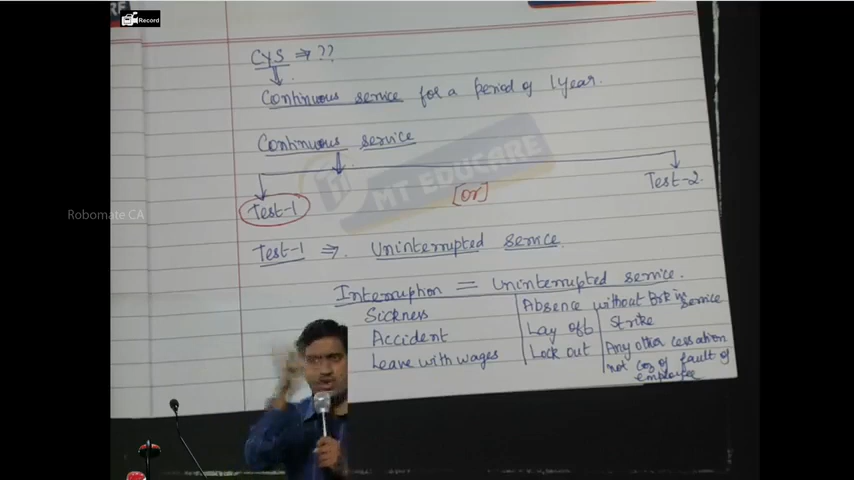 Record
CYS ⇒ ??
Continuous service for a period of 1 Year.
Continuous service
MT EDUCARE
Robomate CA
Test-1 [or] Test-2.
Test-1 ⇒ Uninterrupted service.
Interruption = Uninterrupted service.
Sickness
Accident
Leave with wages
Absence without Brk in service
Lay off
Lock out
Strike
Any other cessation
not coz of fault of
employee